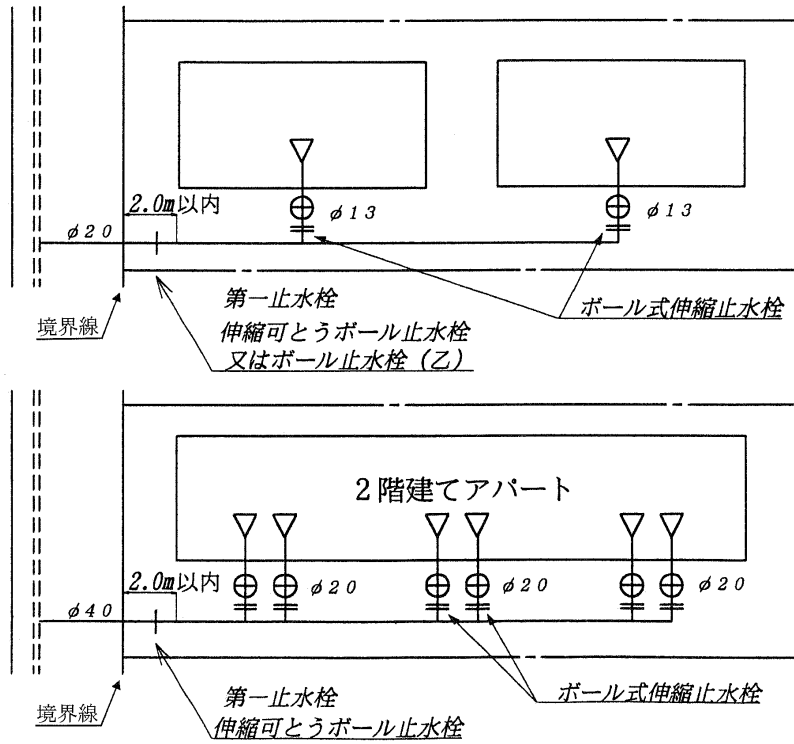 2.0m以内
φ13
φ13
φ20
境界線
第一止水栓
伸縮可とうボール止水栓
又はボール止水栓(乙)
ボール式伸縮止水栓
2階建てアパート
2.0m以内
φ20
φ20
φ20
φ40
境界線
第一止水栓
伸縮可とうボール止水栓
ボール式伸縮止水栓